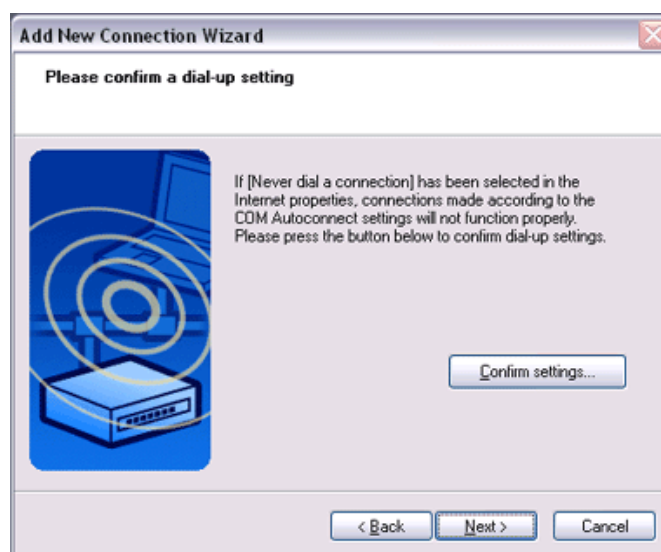 Add New Connection Wizard
Please confirm a dial-up setting
If [Never dial a connection] has been selected in the
Internet properties, connections made according to the
COM Autoconnect settings will not function properly.
Please press the button below to confirm dial-up settings.
Confirm settings...
< Back
Next >
Cancel